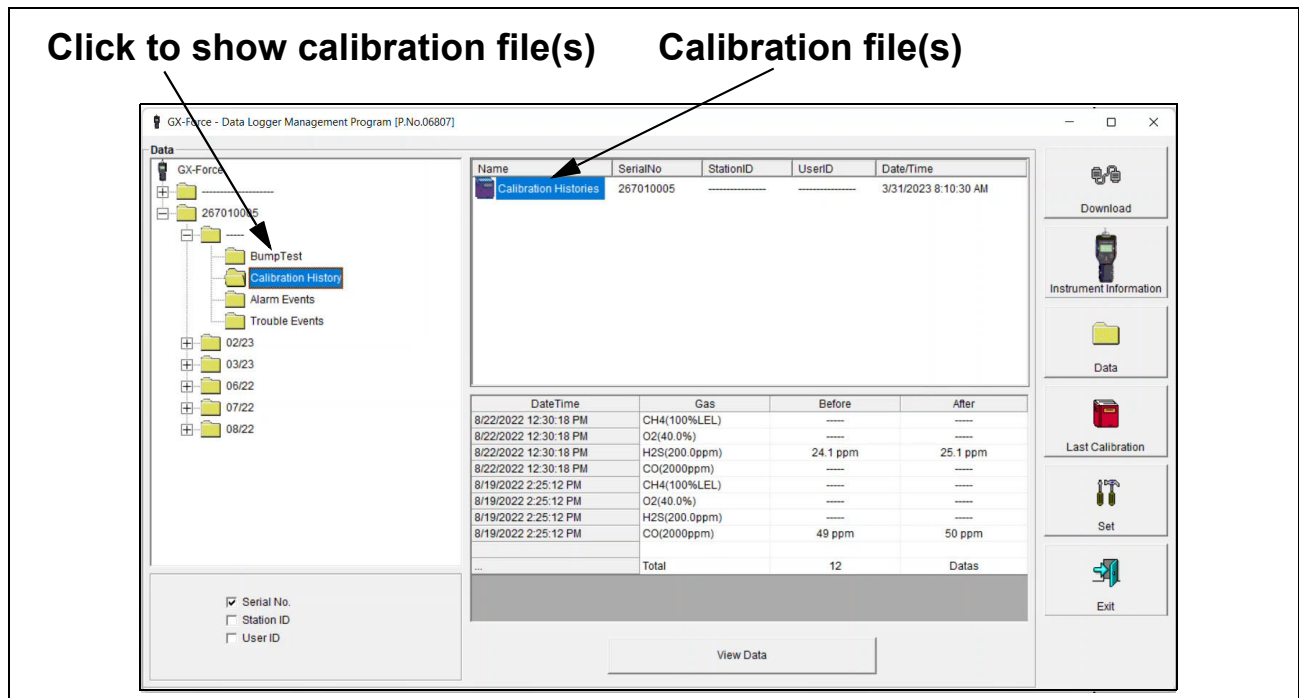 Click to show calibration file(s) Calibration file(s)
GX-Force - Data Logger Management Program [P.No.06807]
Data
GX-Force
--------------------
267010005
-----
BumpTest
Calibration History
Alarm Events
Trouble Events
02/23
03/23
06/22
07/22
08/22
Serial No.
Station ID
User ID
Name SerialNo StationID UserID Date/Time
Calibration Histories 267010005 ---------------- ---------------- 3/31/2023 8:10:30 AM
DateTime Gas Before After
8/22/2022 12:30:18 PM CH4(100%LEL) ----- -----
8/22/2022 12:30:18 PM O2(40.0%) ----- -----
8/22/2022 12:30:18 PM H2S(200.0ppm) 24.1 ppm 25.1 ppm
8/22/2022 12:30:18 PM CO(2000ppm) ----- -----
8/19/2022 2:25:12 PM CH4(100%LEL) ----- -----
8/19/2022 2:25:12 PM O2(40.0%) ----- -----
8/19/2022 2:25:12 PM H2S(200.0ppm) ----- -----
8/19/2022 2:25:12 PM CO(2000ppm) 49 ppm 50 ppm
... Total 12 Datas
View Data
Download
Instrument Information
Data
Last Calibration
Set
Exit